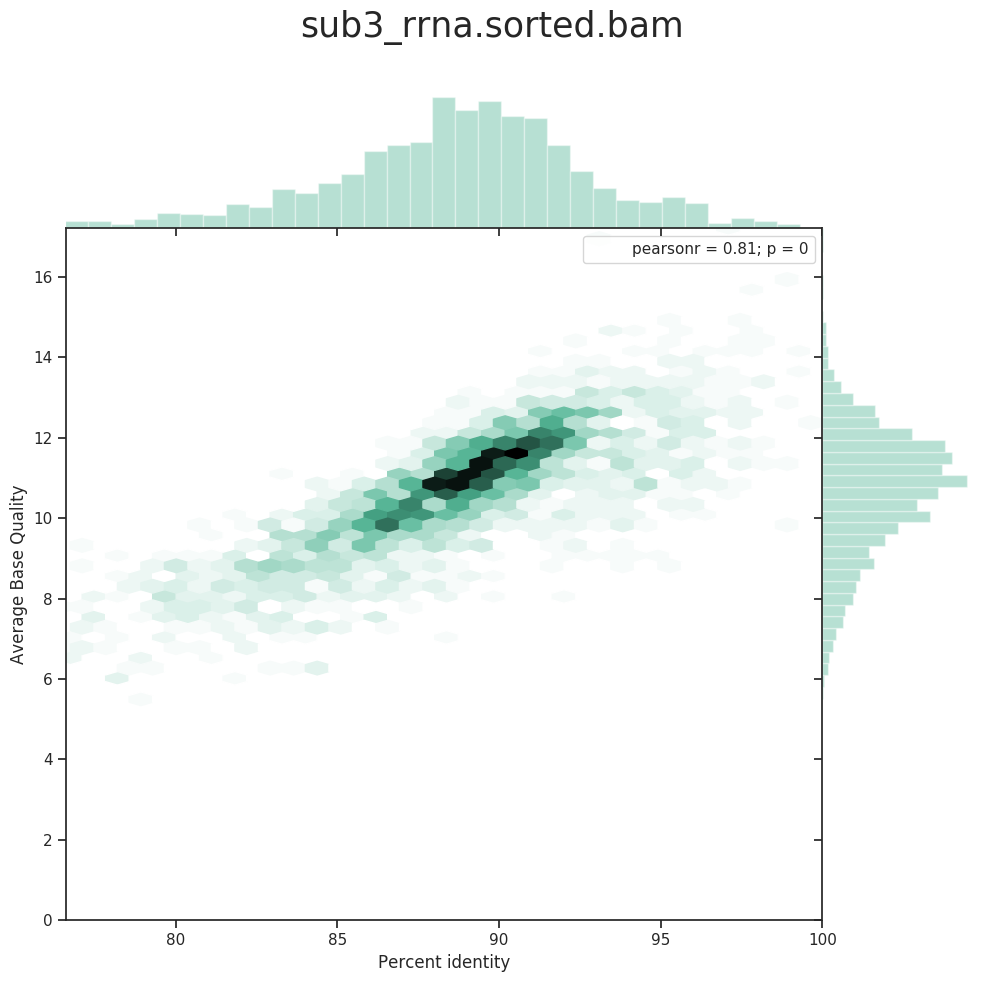 sub3_rrna.sorted.bam
pearsonr = 0.81; p = 0
16
14
12
10
8
6
4
2
0
Average Base Quality
80 85 90 95 100
Percent identity